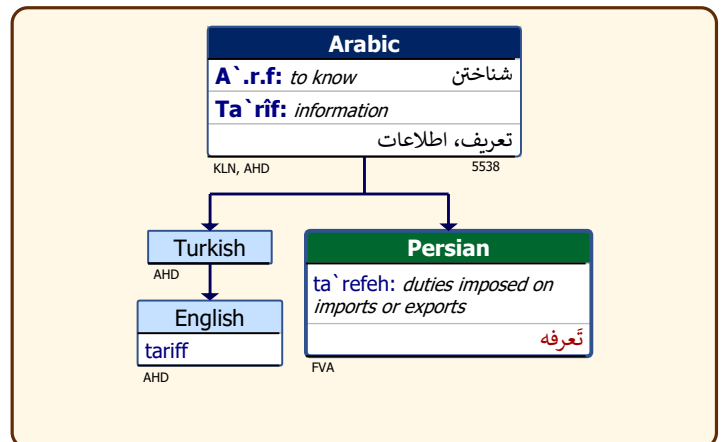 Arabic
A`.r.f: to know شناختن
Ta`rîf: information
تعریف، اطلاعات
KLN, AHD 5538
Turkish
AHD
English
tariff
AHD
Persian
ta`refeh: duties imposed on
imports or exports
تَعرفه
FVA